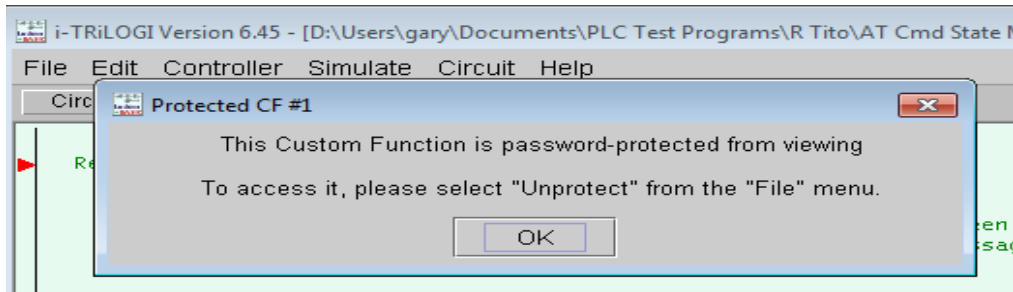 i-TRiLOGI Version 6.45 - [D:\Users\gary\Documents\PLC Test Programs\R Tito\AT Cmd State
File Edit Controller Simulate Circuit Help
Circ
Protected CF #1
This Custom Function is password-protected from viewing
To access it, please select "Unprotect" from the "File" menu.
OK